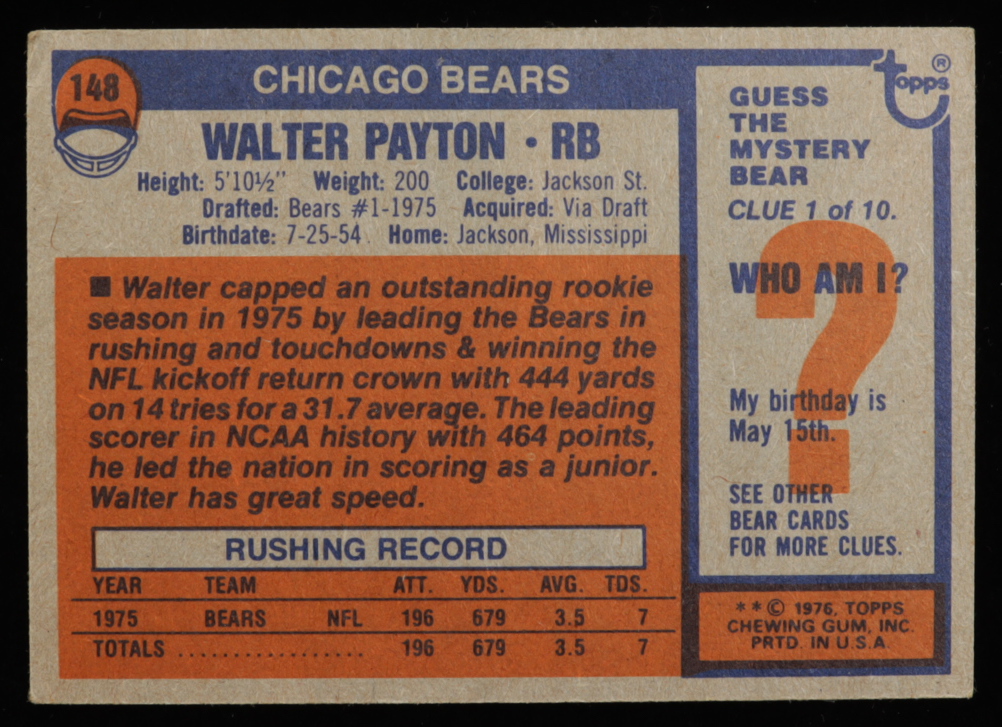 148
CHICAGO BEARS
WALTER PAYTON • RB
Height: 5'10½" Weight: 200 College: Jackson St.
Drafted: Bears #1-1975 Acquired: Via Draft
Birthdate: 7-25-54 Home: Jackson, Mississippi
■ Walter capped an outstanding rookie
season in 1975 by leading the Bears in
rushing and touchdowns & winning the
NFL kickoff return crown with 444 yards
on 14 tries for a 31.7 average. The leading
scorer in NCAA history with 464 points,
he led the nation in scoring as a junior.
Walter has great speed.
RUSHING RECORD
YEAR TEAM ATT. YDS. AVG. TDS.
1975 BEARS NFL 196 679 3.5 7
TOTALS .................. 196 679 3.5 7
topps®
GUESS
THE
MYSTERY
BEAR
CLUE 1 of 10.
?
WHO AM I?
My birthday is
May 15th.
SEE OTHER
BEAR CARDS
FOR MORE CLUES.
**© 1976, TOPPS
CHEWING GUM, INC.
PRTD. IN U.S.A.